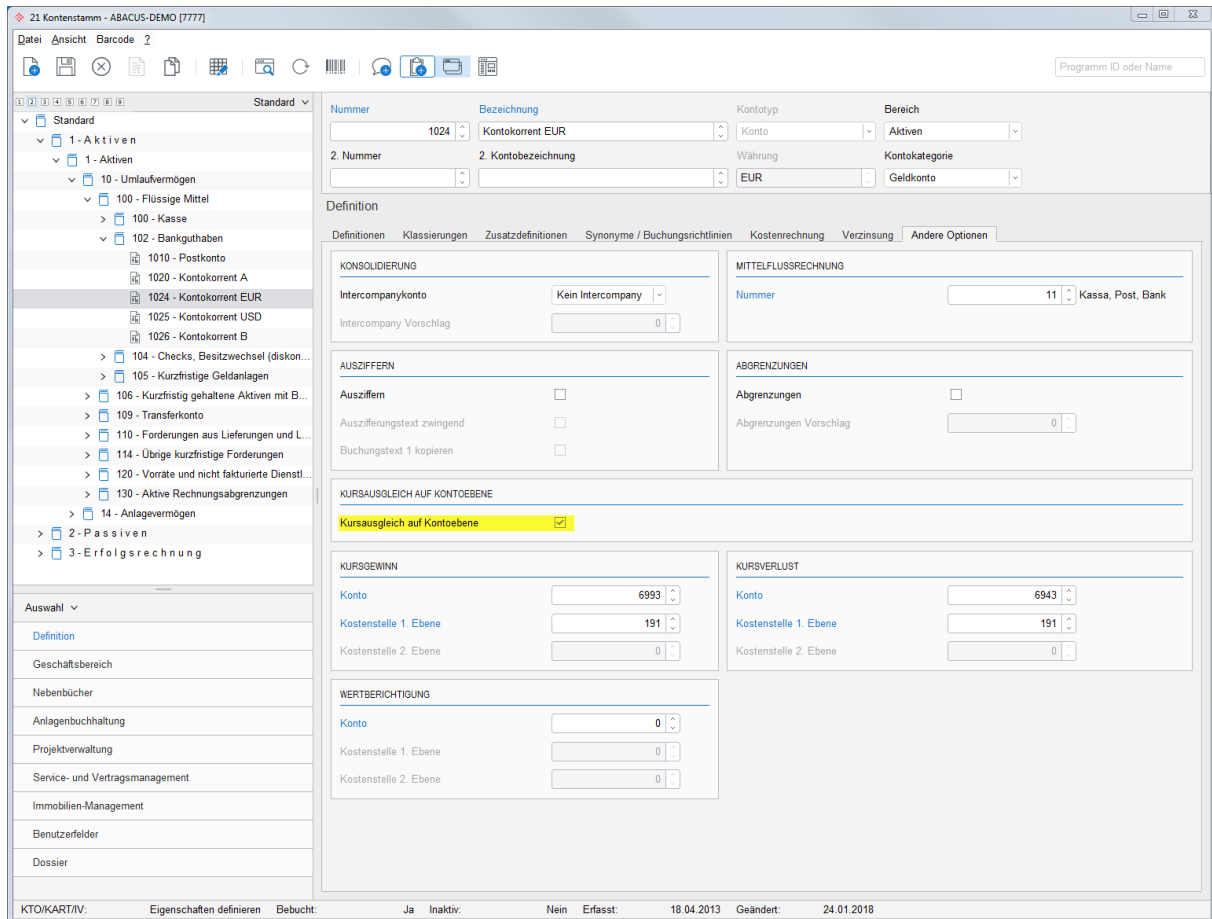 21 Kontenstamm - ABACUS-DEMO [7777]
Datei Ansicht Barcode ?
Programm ID oder Name
1 2 3 4 5 6 7 8 9 Standard
Standard
1 - A k t i v e n
1 - Aktiven
10 - Umlaufvermögen
100 - Flüssige Mittel
100 - Kasse
102 - Bankguthaben
1010 - Postkonto
1020 - Kontokorrent A
1024 - Kontokorrent EUR
1025 - Kontokorrent USD
1026 - Kontokorrent B
104 - Checks, Besitzwechsel (diskon...
105 - Kurzfristige Geldanlagen
106 - Kurzfristig gehaltene Aktiven mit B...
109 - Transferkonto
110 - Forderungen aus Lieferungen und L...
114 - Übrige kurzfristige Forderungen
120 - Vorräte und nicht fakturierte Dienstl...
130 - Aktive Rechnungsabgrenzungen
14 - Anlagevermögen
2 - P a s s i v e n
3 - E r f o l g s r e c h n u n g
Auswahl
Definition
Geschäftsbereich
Nebenbücher
Anlagenbuchhaltung
Projektverwaltung
Service- und Vertragsmanagement
Immobilien-Management
Benutzerfelder
Dossier
Nummer Bezeichnung Kontotyp Bereich
1024 Kontokorrent EUR Konto Aktiven
2. Nummer 2. Kontobezeichnung Währung Kontokategorie
EUR Geldkonto
Definition
Definitionen Klassierungen Zusatzdefinitionen Synonyme / Buchungsrichtlinien Kostenrechnung Verzinsung Andere Optionen
KONSOLIDIERUNG
Intercompanykonto Kein Intercompany
Intercompany Vorschlag 0
MITTELFLUSSRECHNUNG
Nummer 11 Kassa, Post, Bank
AUSZIFFERN
Ausziffern
Auszifferungstext zwingend
Buchungstext 1 kopieren
ABGRENZUNGEN
Abgrenzungen
Abgrenzungen Vorschlag 0
KURSAUSGLEICH AUF KONTOEBENE
Kursausgleich auf Kontoebene
KURSGEWINN
Konto 6993
Kostenstelle 1. Ebene 191
Kostenstelle 2. Ebene 0
KURSVERLUST
Konto 6943
Kostenstelle 1. Ebene 191
Kostenstelle 2. Ebene 0
WERTBERICHTIGUNG
Konto 0
Kostenstelle 1. Ebene 0
Kostenstelle 2. Ebene 0
KTO/KART/IV: Eigenschaften definieren Bebucht: Ja Inaktiv: Nein Erfasst: 18.04.2013 Geändert: 24.01.2018